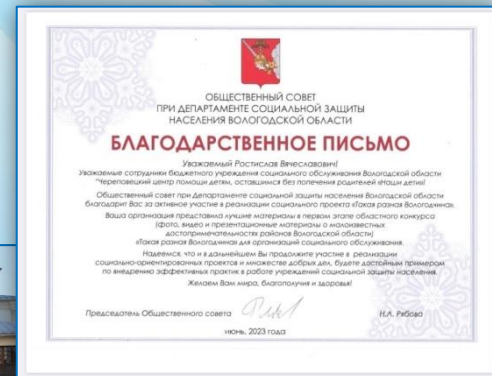 ОБЩЕСТВЕННЫЙ СОВЕТ
ПРИ ДЕПАРТАМЕНТЕ СОЦИАЛЬНОЙ ЗАЩИТЫ
НАСЕЛЕНИЯ ВОЛОГОДСКОЙ ОБЛАСТИ
БЛАГОДАРСТВЕННОЕ ПИСЬМО
Уважаемый Ростислав Вячеславович!
Уважаемые сотрудники бюджетного учреждения социального обслуживания Вологодской области
"Череповецкий центр помощи детям, оставшимся без попечения родителей «Наши дети»!
Общественный совет при Департаменте социальной защиты населения Вологодской области
благодарит Вас за активное участие в реализации социального проекта «Такая разная Вологодчина».
Ваша организация представила лучшие материалы в первом этапе областного конкурса
(фото, видео и презентационные материалы о малоизвестных
достопримечательностях районов Вологодской области)
«Такая разная Вологодчина» для организаций социального обслуживания.
Надеемся, что и в дальнейшем Вы продолжите участие в реализации
социально-ориентированных проектов и множестве добрых дел, будете достойным примером
по внедрению эффективных практик в работе учреждений социальной защиты населения.
Желаем Вам мира, благополучия и здоровья!
Председатель Общественного совета Н.Л. Рябова
июнь, 2023 года